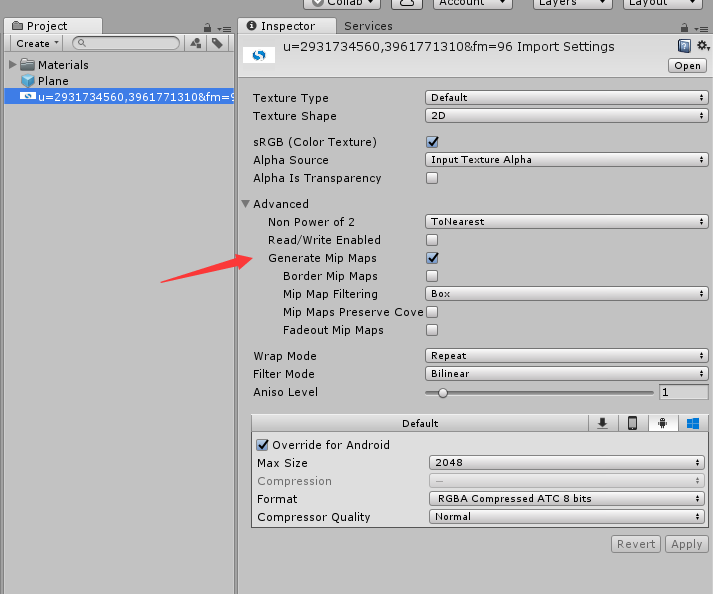 Collab
Account
Layers
Layout
Project
Inspector
Services
Create
u=2931734560,3961771310&fm=96 Import Settings
Open
Materials
Plane
u=2931734560,3961771310&fm=9
Texture Type
Default
Texture Shape
2D
sRGB (Color Texture)
Alpha Source
Input Texture Alpha
Alpha Is Transparency
Advanced
Non Power of 2
ToNearest
Read/Write Enabled
Generate Mip Maps
Border Mip Maps
Mip Map Filtering
Box
Mip Maps Preserve Cove
Fadeout Mip Maps
Wrap Mode
Repeat
Filter Mode
Bilinear
Aniso Level
1
Default
Override for Android
Max Size
2048
Compression
—
Format
RGBA Compressed ATC 8 bits
Compressor Quality
Normal
Revert
Apply